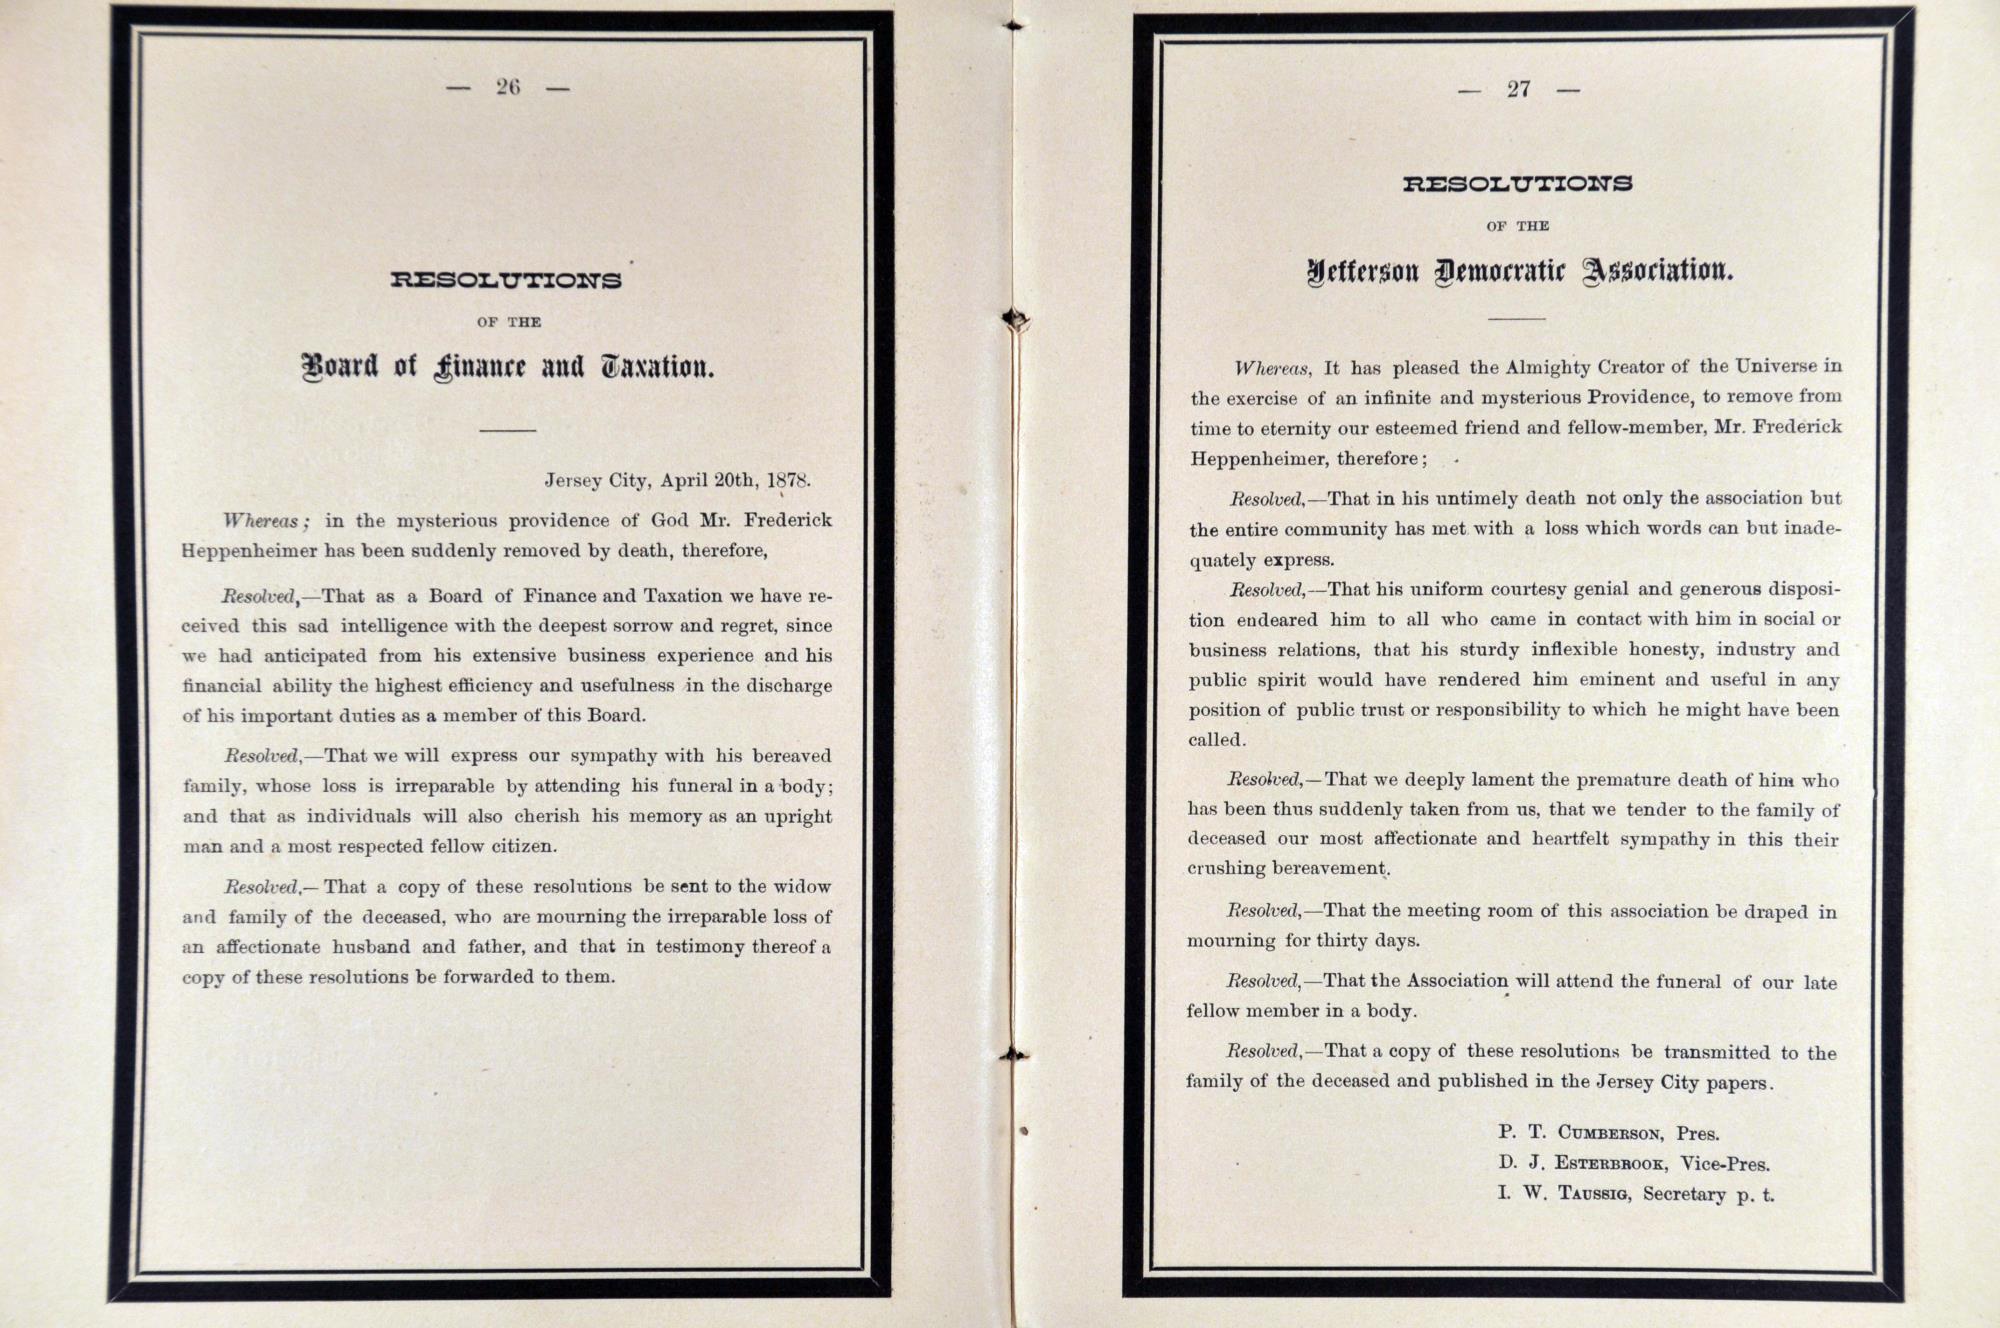 — 26 —
RESOLUTIONS
OF THE
Board of Finance and Taxation.
Jersey City, April 20th, 1878.
Whereas; in the mysterious providence of God Mr. Frederick
Heppenheimer has been suddenly removed by death, therefore,
Resolved,—That as a Board of Finance and Taxation we have re-
ceived this sad intelligence with the deepest sorrow and regret, since
we had anticipated from his extensive business experience and his
financial ability the highest efficiency and usefulness in the discharge
of his important duties as a member of this Board.
Resolved,—That we will express our sympathy with his bereaved
family, whose loss is irreparable by attending his funeral in a body;
and that as individuals will also cherish his memory as an upright
man and a most respected fellow citizen.
Resolved,— That a copy of these resolutions be sent to the widow
and family of the deceased, who are mourning the irreparable loss of
an affectionate husband and father, and that in testimony thereof a
copy of these resolutions be forwarded to them.
— 27 —
RESOLUTIONS
OF THE
Jefferson Democratic Association.
Whereas, It has pleased the Almighty Creator of the Universe in
the exercise of an infinite and mysterious Providence, to remove from
time to eternity our esteemed friend and fellow-member, Mr. Frederick
Heppenheimer, therefore;
Resolved,—That in his untimely death not only the association but
the entire community has met with a loss which words can but inade-
quately express.
Resolved,—That his uniform courtesy genial and generous disposi-
tion endeared him to all who came in contact with him in social or
business relations, that his sturdy inflexible honesty, industry and
public spirit would have rendered him eminent and useful in any
position of public trust or responsibility to which he might have been
called.
Resolved,—That we deeply lament the premature death of him who
has been thus suddenly taken from us, that we tender to the family of
deceased our most affectionate and heartfelt sympathy in this their
crushing bereavement.
Resolved,—That the meeting room of this association be draped in
mourning for thirty days.
Resolved,—That the Association will attend the funeral of our late
fellow member in a body.
Resolved,—That a copy of these resolutions be transmitted to the
family of the deceased and published in the Jersey City papers.
P. T. CUMBERSON, Pres.
D. J. ESTERBROOK, Vice-Pres.
I. W. TAUSSIG, Secretary p. t.